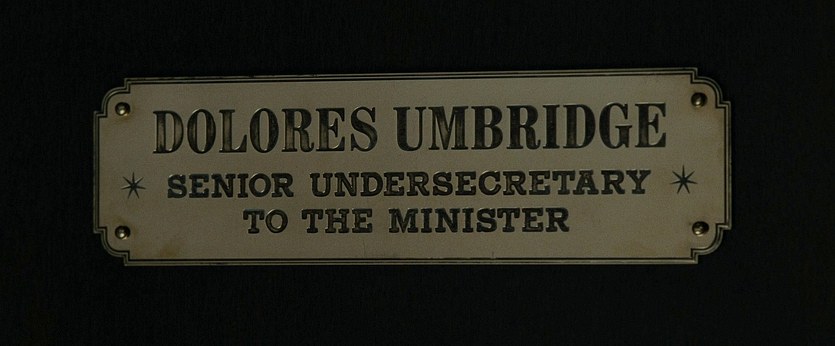 DOLORES UMBRIDGE
SENIOR UNDERSECRETARY
TO THE MINISTER